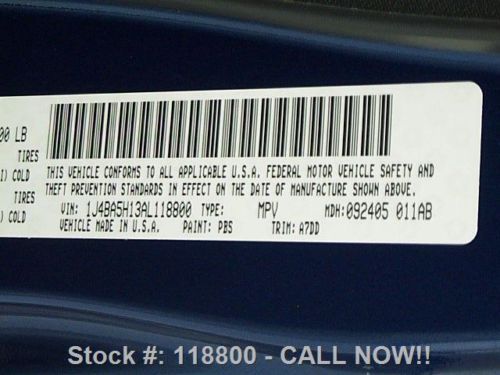 00 LB
TIRES
) COLD
TIRES
) COLD
THIS VEHICLE CONFORMS TO ALL APPLICABLE U.S.A. FEDERAL MOTOR VEHICLE SAFETY AND
THEFT PREVENTION STANDARDS IN EFFECT ON THE DATE OF MANUFACTURE SHOWN ABOVE.
VIN: 1J4BA5H13AL118800 TYPE: MPV MDH: 092405 011AB
VEHICLE MADE IN U.S.A. PAINT: PBS TRIM: A7DD
Stock #: 118800 - CALL NOW!!